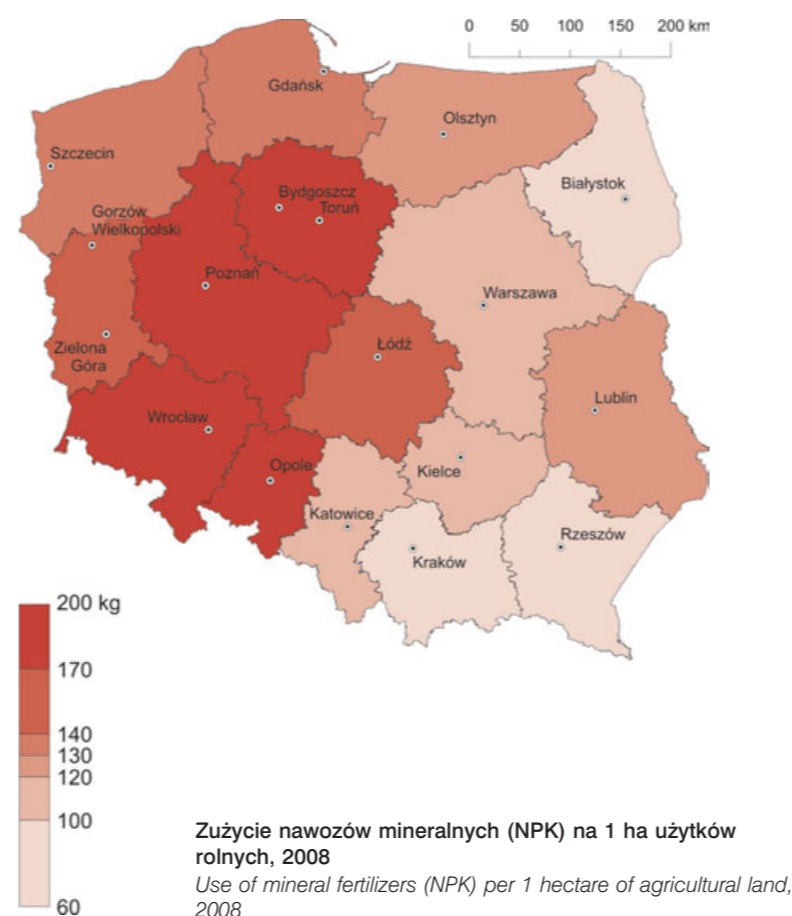 0 50 100 150 200 km
Gdańsk
Olsztyn
Szczecin
Białystok
Bydgoszcz
Toruń
Gorzów
Wielkopolski
Poznań
Warszawa
Zielona
Góra
Łódź
Lublin
Wrocław
Opole
Kielce
Katowice
Rzeszów
Kraków
200 kg
170
140
130
120
100
60
Zużycie nawozów mineralnych (NPK) na 1 ha użytków
rolnych, 2008
Use of mineral fertilizers (NPK) per 1 hectare of agricultural land,
2008